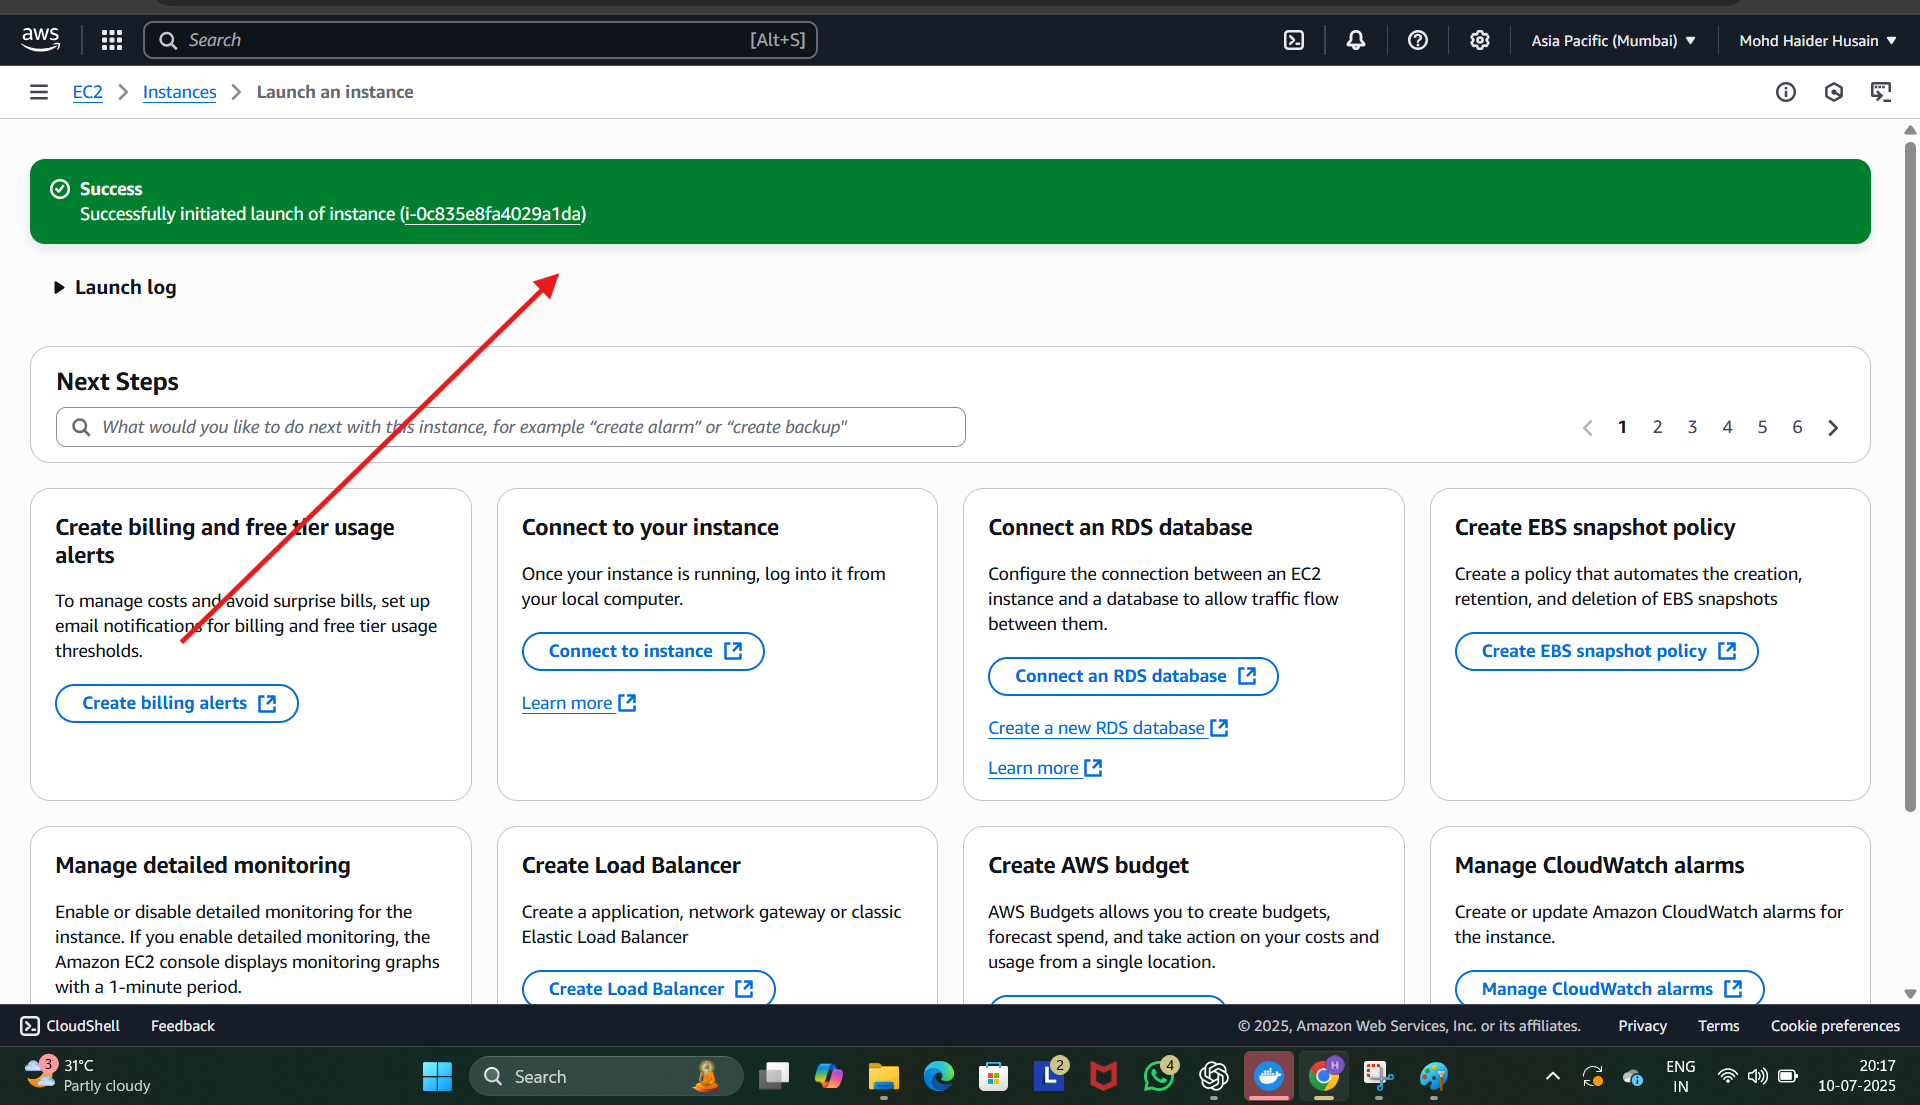 aws
Search
[Alt+S]
Asia Pacific (Mumbai)
Mohd Haider Husain
EC2
Instances
Launch an instance
Success
Successfully initiated launch of instance (i-0c835e8fa4029a1da)
Launch log
Next Steps
What would you like to do next with this instance, for example “create alarm” or “create backup"
1 2 3 4 5 6
Create billing and free tier usage
alerts
To manage costs and avoid surprise bills, set up
email notifications for billing and free tier usage
thresholds.
Create billing alerts
Connect to your instance
Once your instance is running, log into it from
your local computer.
Connect to instance
Learn more
Connect an RDS database
Configure the connection between an EC2
instance and a database to allow traffic flow
between them.
Connect an RDS database
Create a new RDS database
Learn more
Create EBS snapshot policy
Create a policy that automates the creation,
retention, and deletion of EBS snapshots
Create EBS snapshot policy
Manage detailed monitoring
Enable or disable detailed monitoring for the
instance. If you enable detailed monitoring, the
Amazon EC2 console displays monitoring graphs
with a 1-minute period.
Create Load Balancer
Create a application, network gateway or classic
Elastic Load Balancer
Create Load Balancer
Create AWS budget
AWS Budgets allows you to create budgets,
forecast spend, and take action on your costs and
usage from a single location.
Manage CloudWatch alarms
Create or update Amazon CloudWatch alarms for
the instance.
Manage CloudWatch alarms
CloudShell
Feedback
© 2025, Amazon Web Services, Inc. or its affiliates.
Privacy
Terms
Cookie preferences
3
31°C
Partly cloudy
Search
L
2
4
H
ENG
IN
20:17
10-07-2025